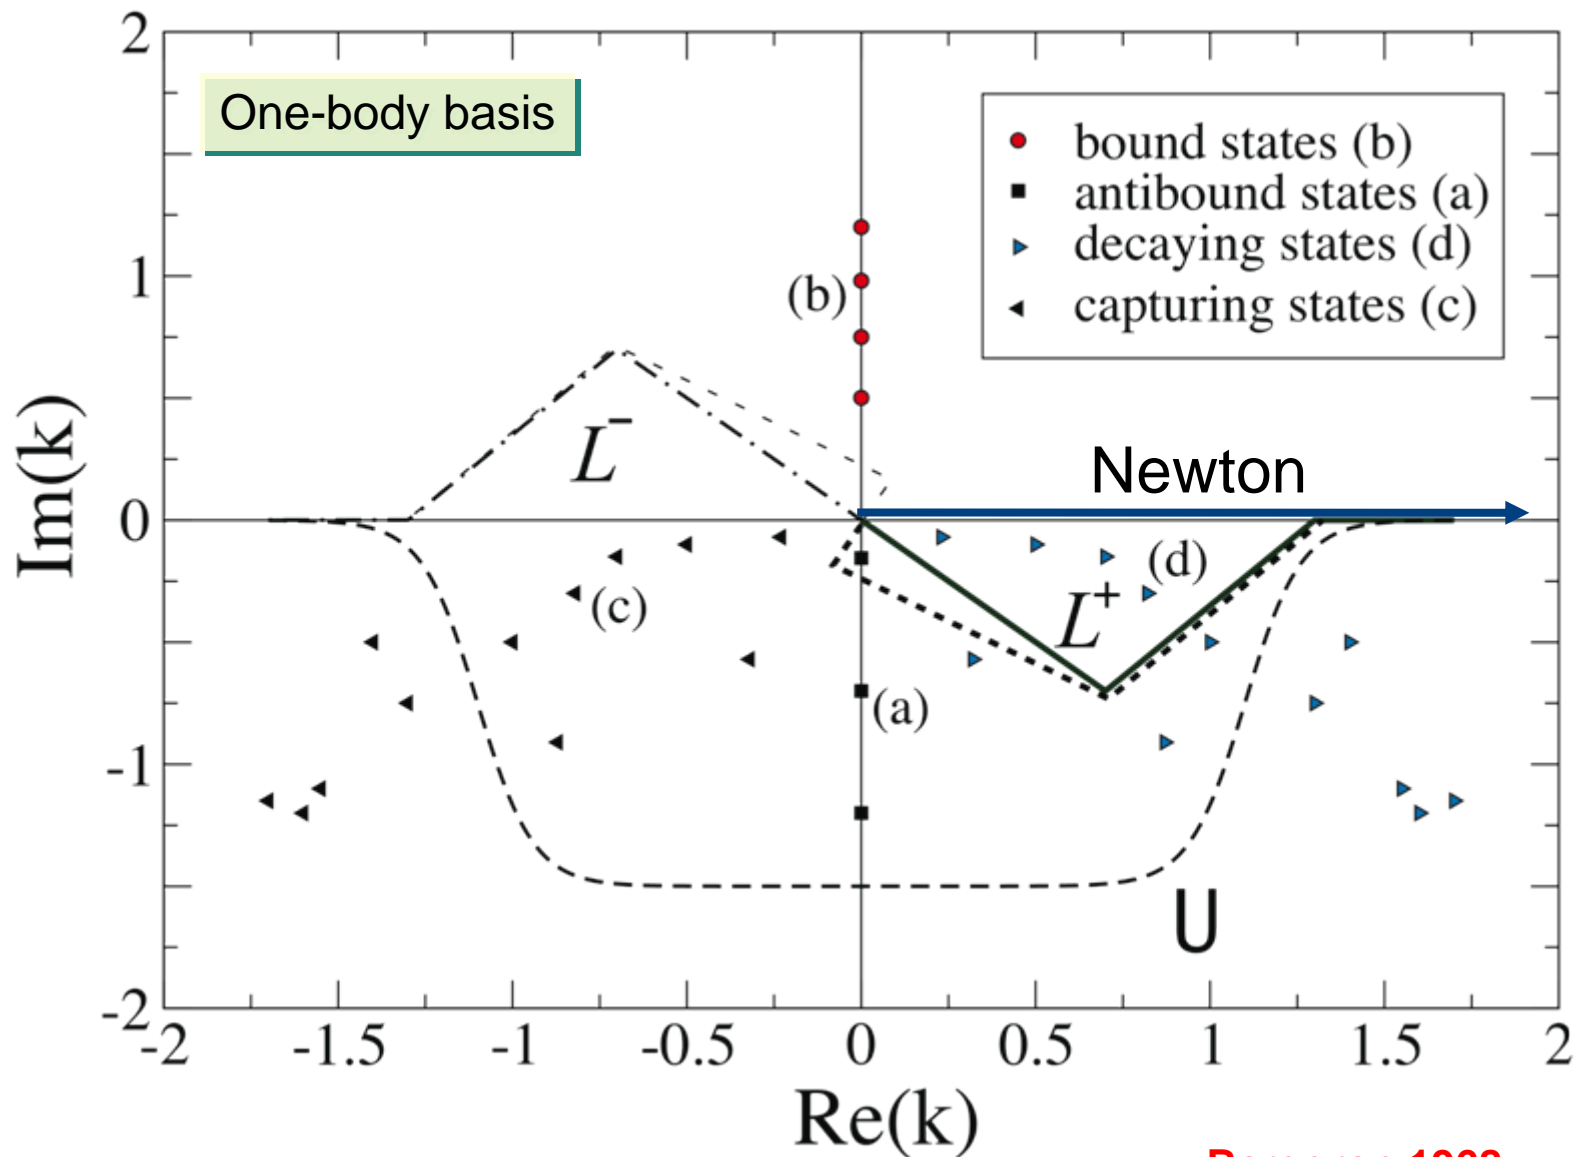 One-body basis
bound states (b)
antibound states (a)
decaying states (d)
capturing states (c)
2
1
0
-1
-2
Im(k)
(b)
L⁻
Newton
(d)
L⁺
(c)
(a)
U
-2 -1.5 -1 -0.5 0 0.5 1 1.5 2
Re(k)
1968